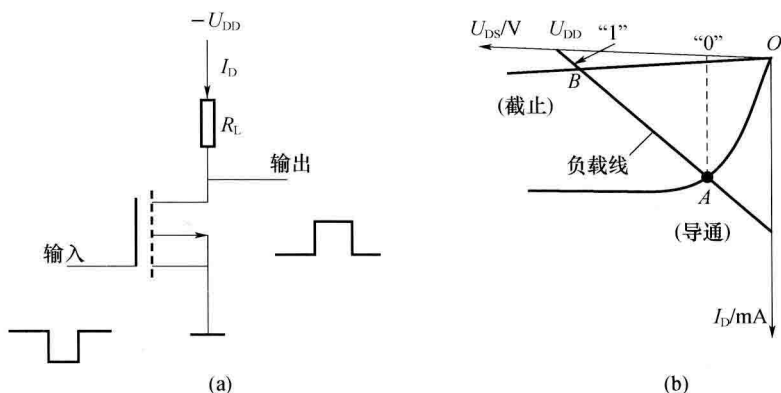 −U_DD
I_D
R_L
输出
输入
(a)
U_DS/V
U_DD
“1”
“0”
O
B
(截止)
负载线
A
(导通)
I_D/mA
(b)